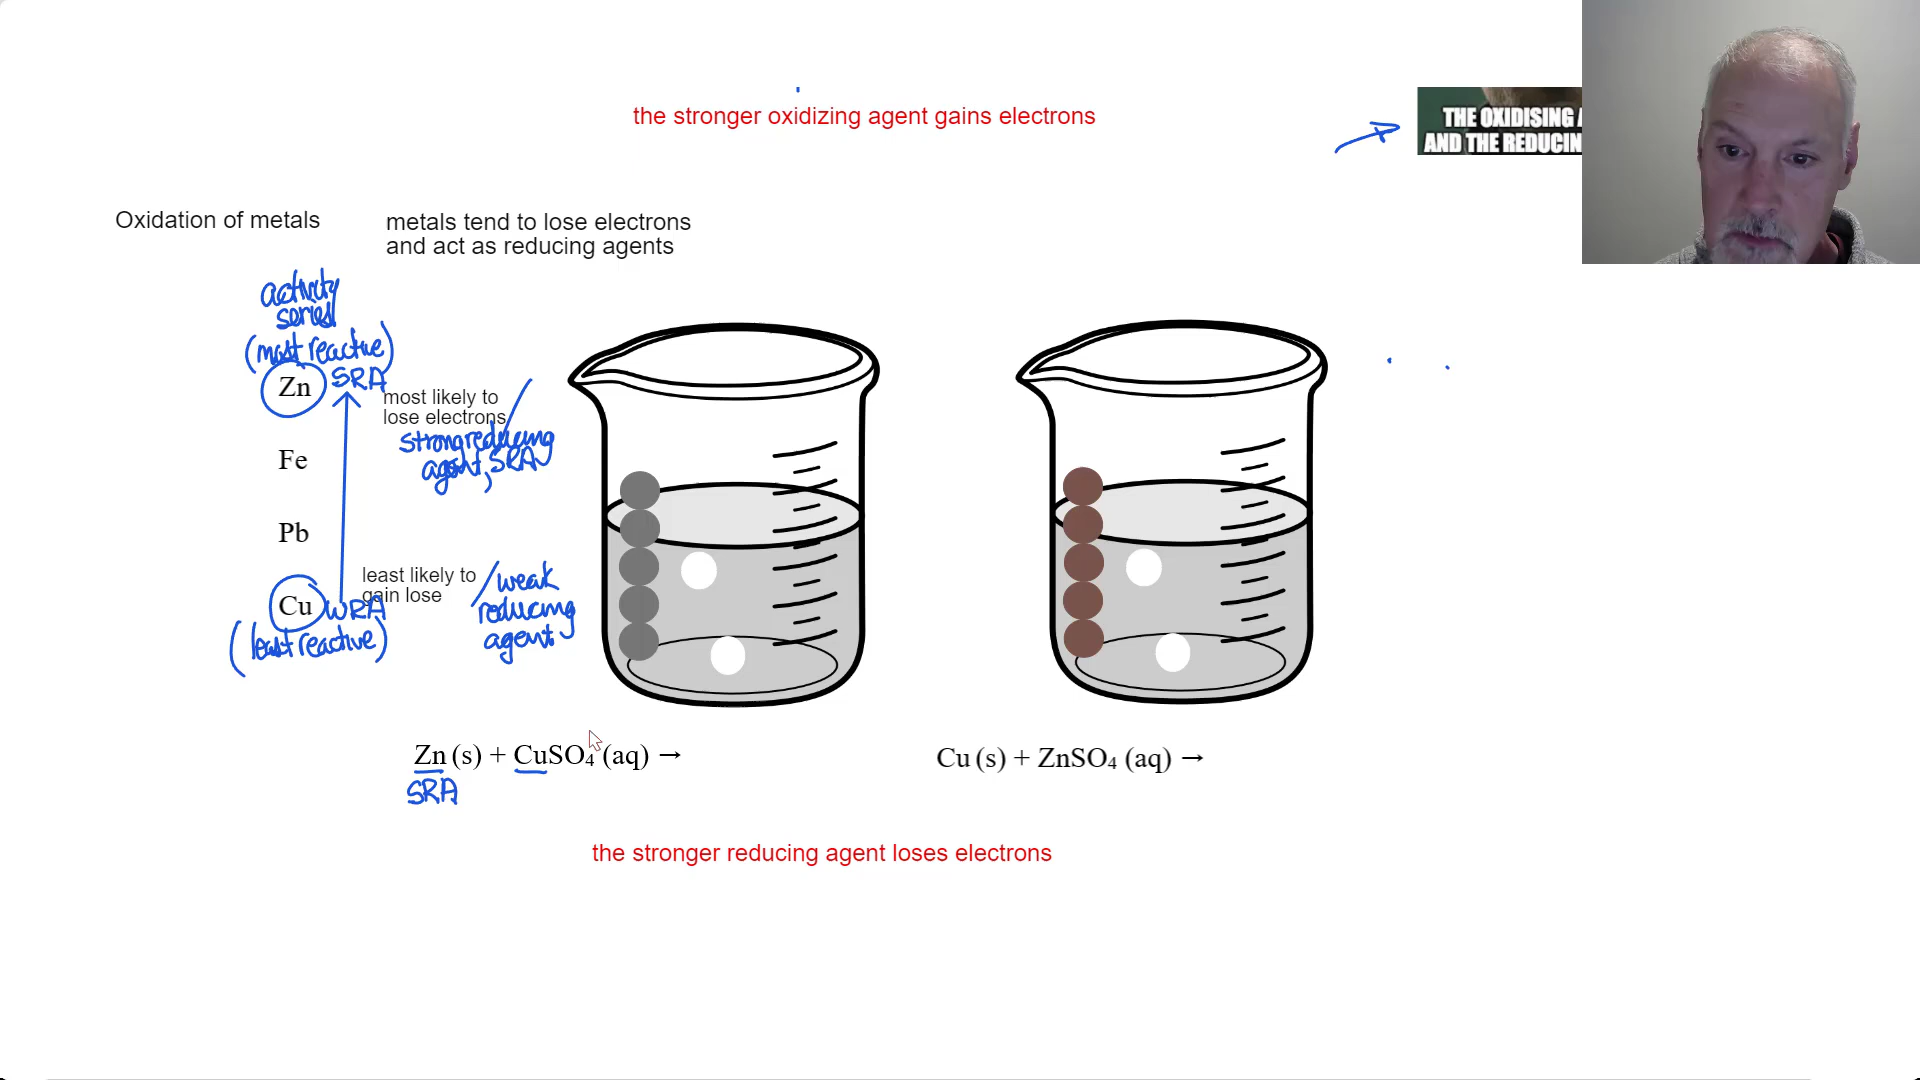 the stronger oxidizing agent gains electrons
THE OXIDISING
AND THE REDUCIN
Oxidation of metals
metals tend to lose electrons
and act as reducing agents
activity
series
(most reactive)
Zn SRA
most likely to
lose electrons
strong reducing
agent, SRA
Fe
Pb
least likely to
gain lose
weak
reducing
agent
Cu WRA
(least reactive)
Zn (s) + CuSO₄ (aq) →
SRA
Cu (s) + ZnSO₄ (aq) →
the stronger reducing agent loses electrons